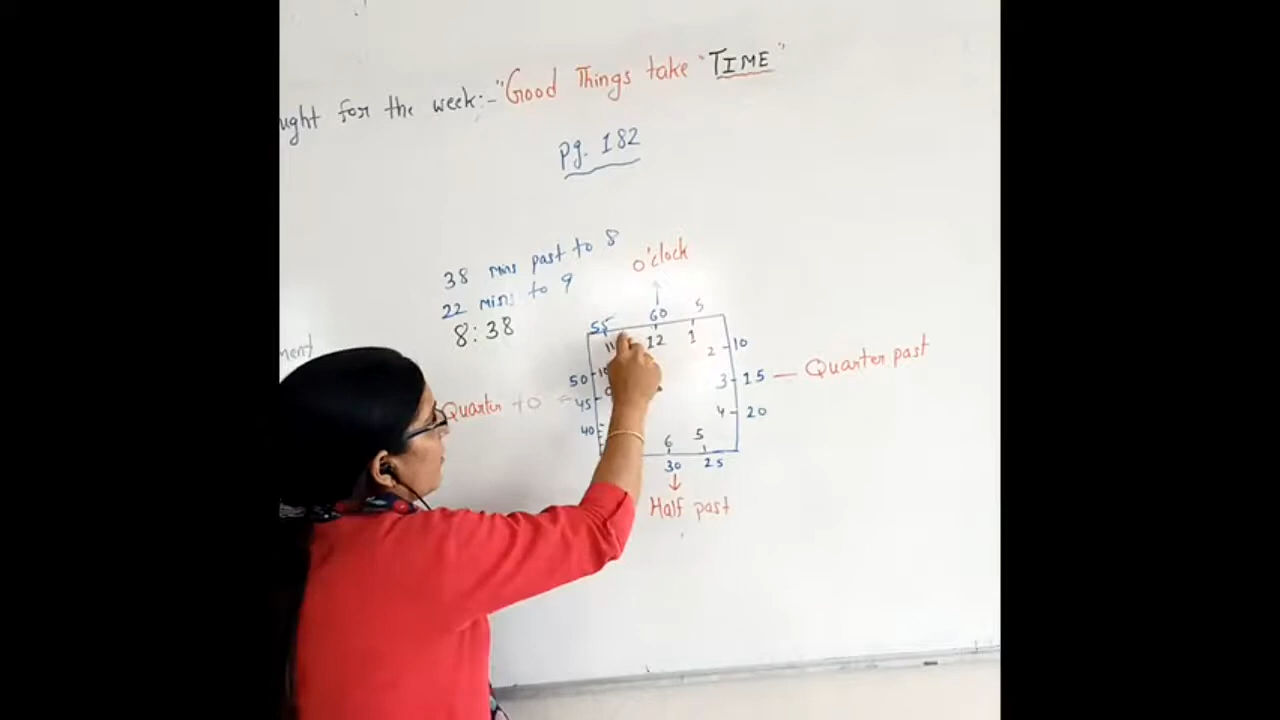 for the week:- "Good Things take "TIME"
Pg. 182
38 mins past to 8
22 mins to 9
8:38
o'clock
55 60 5
11 12 1
50 10 2 10
45 3 15 — Quarter past
Quarter to
40 4 20
6 5
30 25
Half past